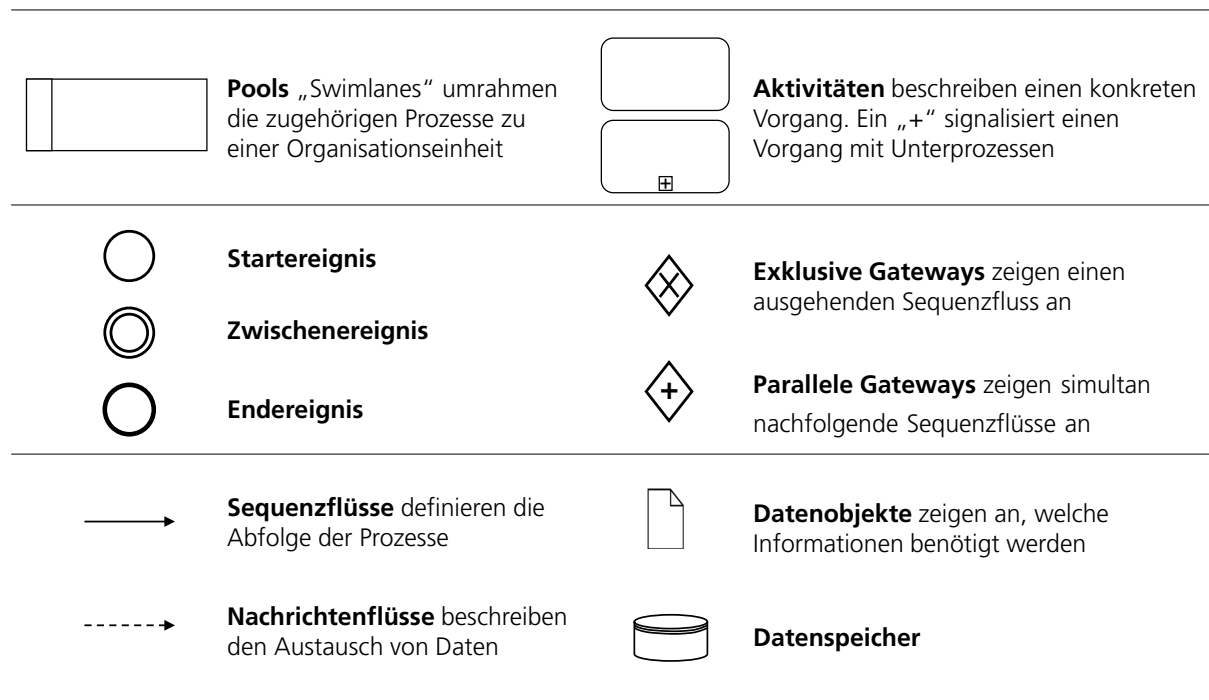 Pools „Swimlanes“ umrahmen
die zugehörigen Prozesse zu
einer Organisationseinheit
Aktivitäten beschreiben einen konkreten
Vorgang. Ein „+“ signalisiert einen
Vorgang mit Unterprozessen
Startereignis
Zwischenereignis
Endereignis
Exklusive Gateways zeigen einen
ausgehenden Sequenzfluss an
Parallele Gateways zeigen simultan
nachfolgende Sequenzflüsse an
Sequenzflüsse definieren die
Abfolge der Prozesse
Datenobjekte zeigen an, welche
Informationen benötigt werden
Nachrichtenflüsse beschreiben
den Austausch von Daten
Datenspeicher